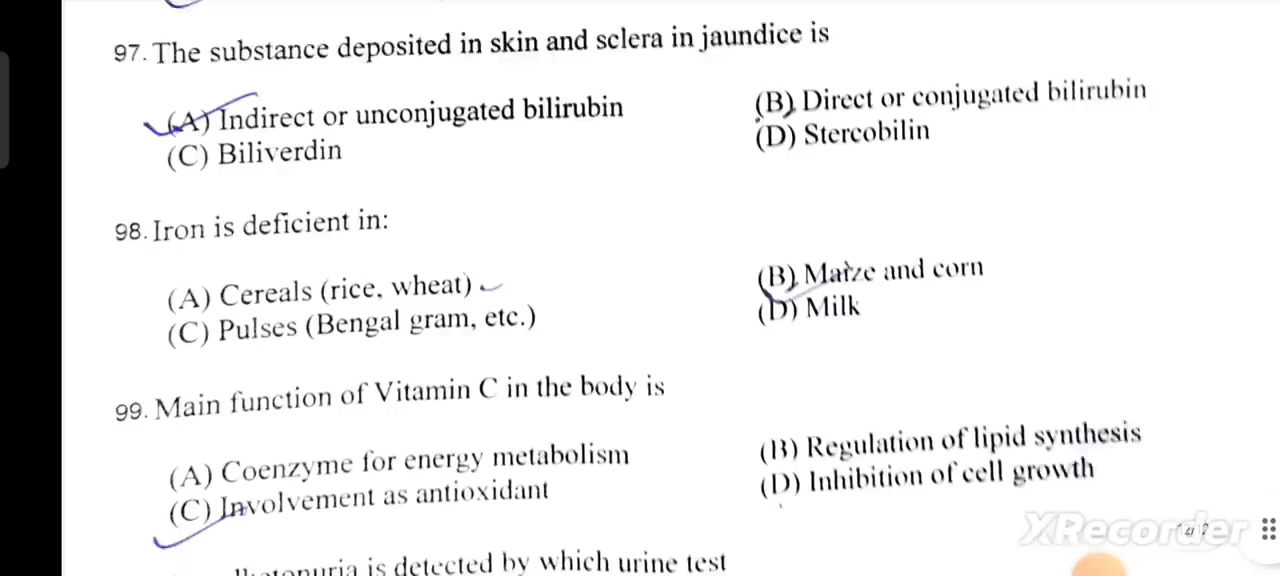 97. The substance deposited in skin and sclera in jaundice is
(A) Indirect or unconjugated bilirubin (B) Direct or conjugated bilirubin
(C) Biliverdin (D) Stercobilin
98. Iron is deficient in:
(A) Cereals (rice, wheat) (B) Maize and corn
(C) Pulses (Bengal gram, etc.) (D) Milk
99. Main function of Vitamin C in the body is
(A) Coenzyme for energy metabolism (B) Regulation of lipid synthesis
(C) Involvement as antioxidant (D) Inhibition of cell growth
XRecorder
is detected by which urine test